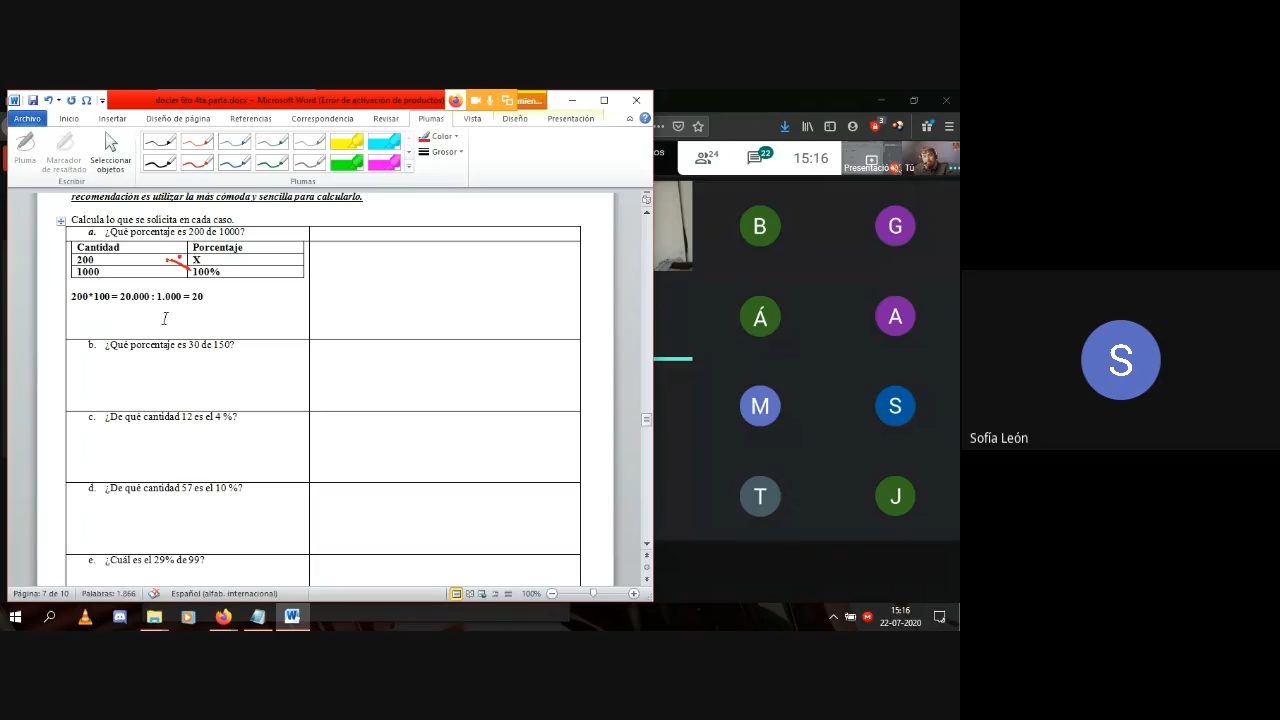 docier 6to 4ta parte.docx - Microsoft Word (Error de activación de productos)
mien...
Archivo Inicio Insertar Diseño de página Referencias Correspondencia Revisar Plumas Vista Diseño Presentación
Pluma Marcador de resaltado Seleccionar objetos
Color
Grosor
Escribir Plumas
24 22 15:16
3
os
Presentació Tú
recomendación es utilizar la más cómoda y sencilla para calcularlo.
Calcula lo que se solicita en cada caso.
a. ¿Qué porcentaje es 200 de 1000?
Cantidad Porcentaje
200 X
1000 100%
200*100 = 20.000 : 1.000 = 20
b. ¿Qué porcentaje es 30 de 150?
c. ¿De qué cantidad 12 es el 4 %?
d. ¿De qué cantidad 57 es el 10 %?
e. ¿Cuál es el 29% de 99?
B G
Á A
M S
T J
S
Sofía León
Página: 7 de 10 Palabras: 1.866 Español (alfab. internacional) 100%
15:16
22-07-2020